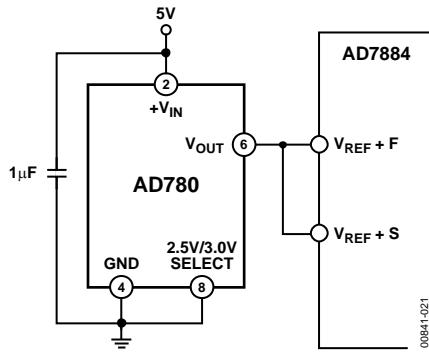 5V
AD7884
2
+VIN
VOUT
6
VREF + F
1μF
AD780
2.5V/3.0V
SELECT
GND
VREF + S
4
8
00841-021